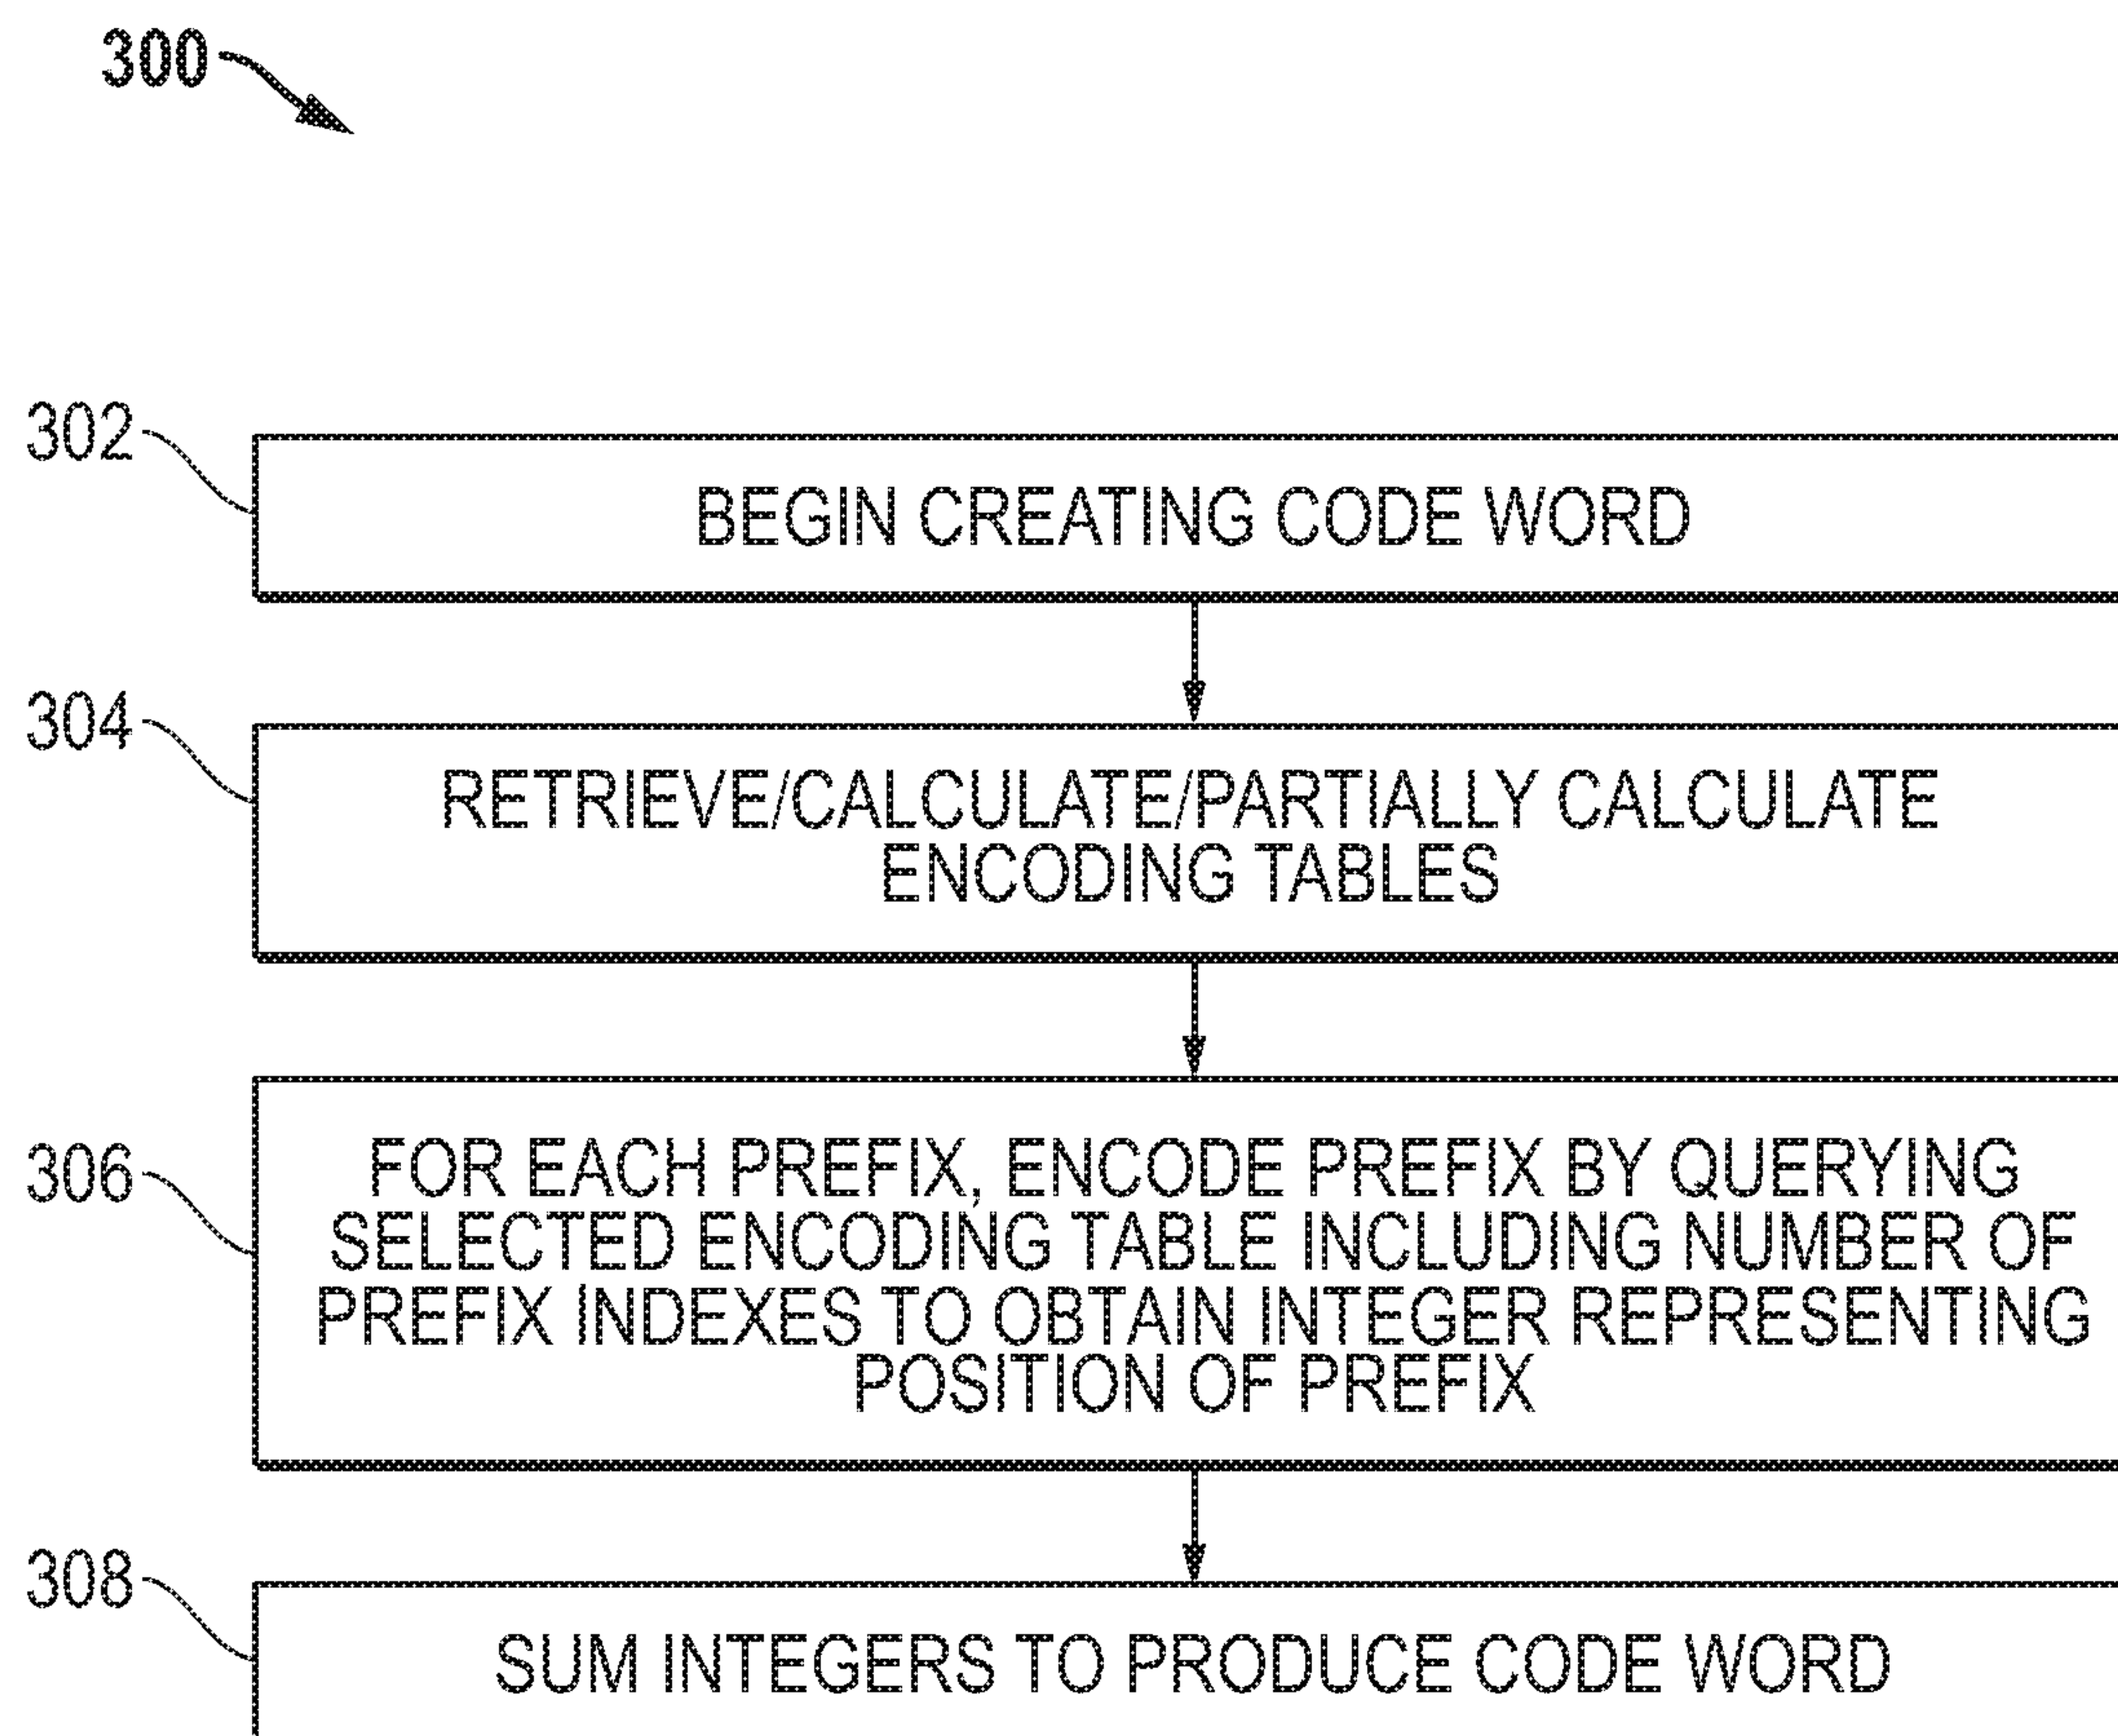 300
302
BEGIN CREATING CODE WORD
304
RETRIEVE/CALCULATE/PARTIALLY CALCULATE
ENCODING TABLES
306
FOR EACH PREFIX, ENCODE PREFIX BY QUERYING
SELECTED ENCODING TABLE INCLUDING NUMBER OF
PREFIX INDEXES TO OBTAIN INTEGER REPRESENTING
POSITION OF PREFIX
308
SUM INTEGERS TO PRODUCE CODE WORD